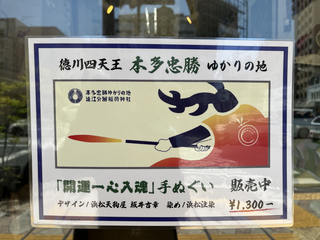 徳川四天王 本多忠勝 ゆかりの地
本多忠勝ゆかりの地
遠江分器稲荷神社
「開運一心入魂」手ぬぐい 販売中
デザイン/浜松天狗屋 坂井吉幸 染め/浜松注染
¥1,300-